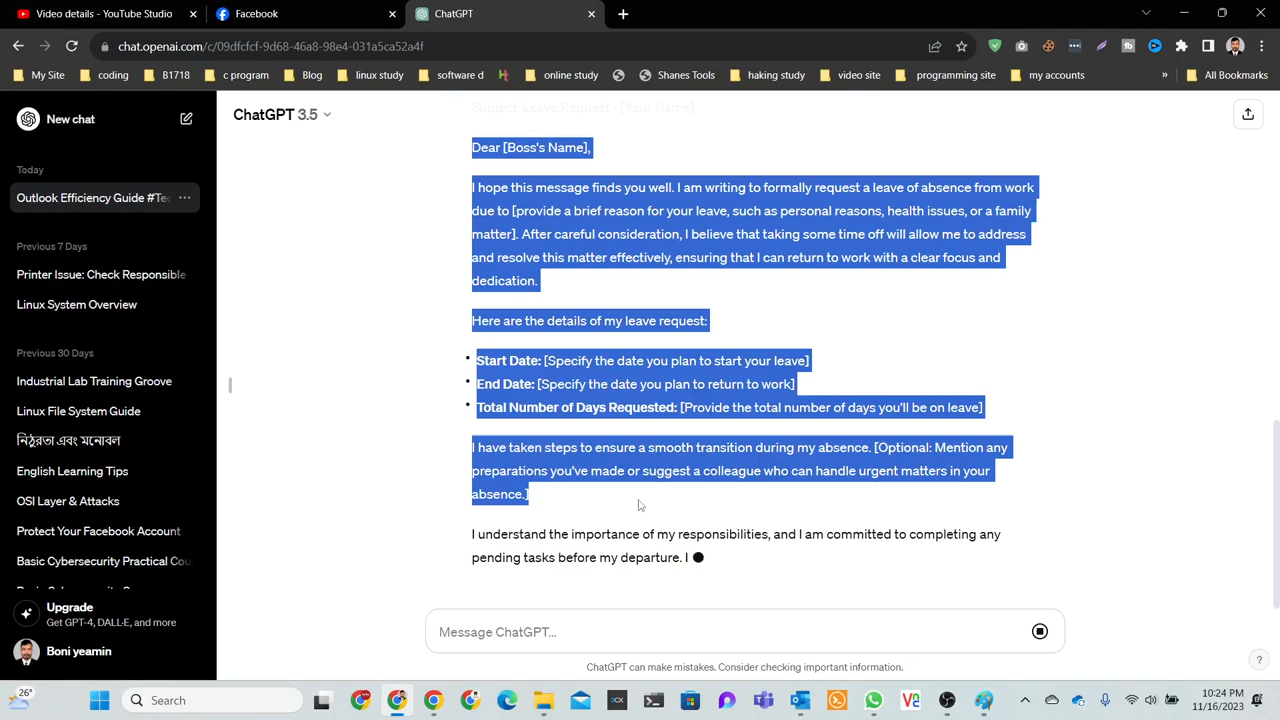 Video details - YouTube Studio
Facebook
ChatGPT
chat.openai.com/c/09dfcfcf-9d68-46a8-98e4-031a5ca52a4f
My Site
coding
B1718
c program
Blog
linux study
software d
online study
Shanes Tools
haking study
video site
programming site
my accounts
»
All Bookmarks
New chat
ChatGPT 3.5
Subject: Leave Request - [Your Name]
Today
Outlook Efficiency Guide #Tec
Previous 7 Days
Printer Issue: Check Responsible
Linux System Overview
Previous 30 Days
Industrial Lab Training Groove
Linux File System Guide
নিঠুরতা এবং মনোবল
English Learning Tips
OSI Layer & Attacks
Protect Your Facebook Account
Basic Cybersecurity Practical Cou
Upgrade
Get GPT-4, DALL·E, and more
Boni yeamin
Dear [Boss's Name],
I hope this message finds you well. I am writing to formally request a leave of absence from work
due to [provide a brief reason for your leave, such as personal reasons, health issues, or a family
matter]. After careful consideration, I believe that taking some time off will allow me to address
and resolve this matter effectively, ensuring that I can return to work with a clear focus and
dedication.
Here are the details of my leave request:
• Start Date: [Specify the date you plan to start your leave]
• End Date: [Specify the date you plan to return to work]
• Total Number of Days Requested: [Provide the total number of days you'll be on leave]
I have taken steps to ensure a smooth transition during my absence. [Optional: Mention any
preparations you've made or suggest a colleague who can handle urgent matters in your
absence.]
I understand the importance of my responsibilities, and I am committed to completing any
pending tasks before my departure. I
Message ChatGPT...
ChatGPT can make mistakes. Consider checking important information.
?
26°
Search
10:24 PM
11/16/2023